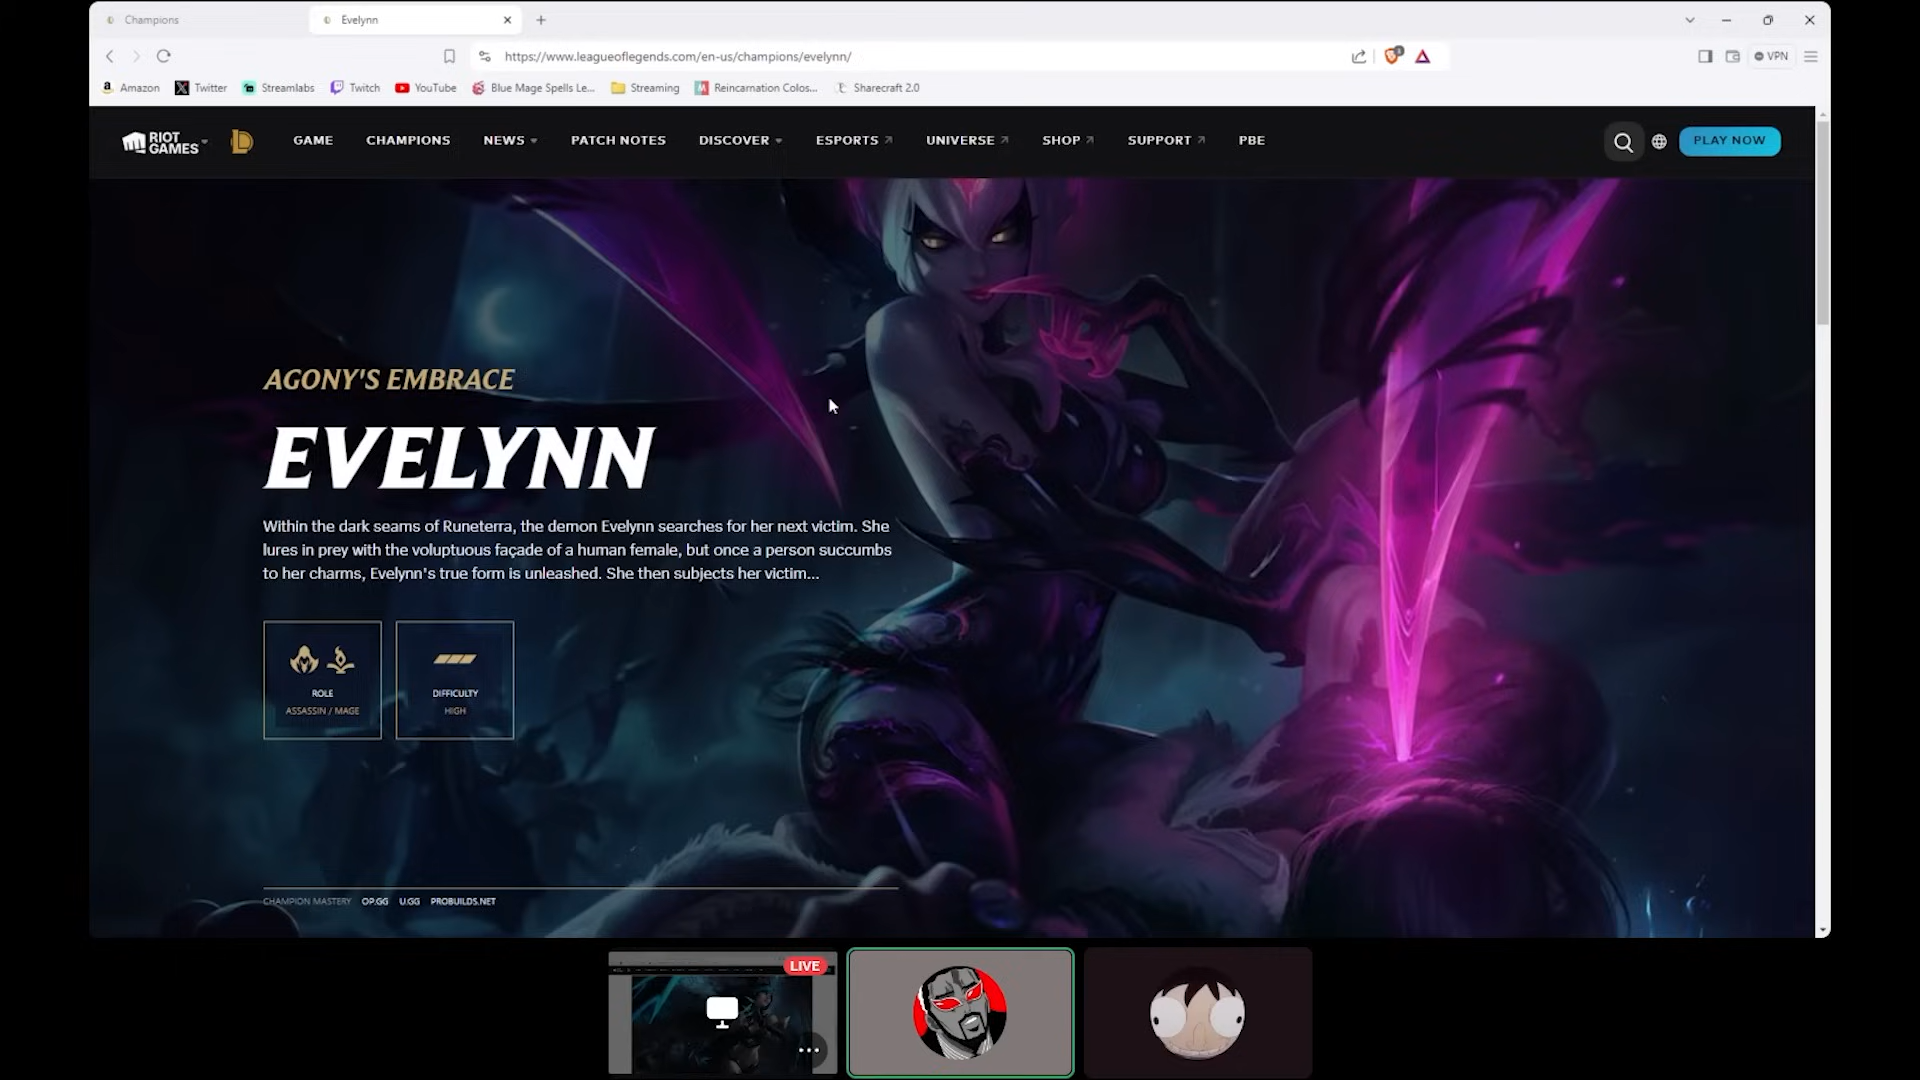 Champions
Evelynn
https://www.leagueoflegends.com/en-us/champions/evelynn/
VPN
Amazon
Twitter
Streamlabs
Twitch
YouTube
Blue Mage Spells Le...
Streaming
Reincarnation Colos...
Sharecraft 2.0
RIOT
GAMES
GAME
CHAMPIONS
NEWS
PATCH NOTES
DISCOVER
ESPORTS
UNIVERSE
SHOP
SUPPORT
PBE
PLAY NOW
AGONY'S EMBRACE
EVELYNN
Within the dark seams of Runeterra, the demon Evelynn searches for her next victim. She
lures in prey with the voluptuous façade of a human female, but once a person succumbs
to her charms, Evelynn's true form is unleashed. She then subjects her victim...
ROLE
ASSASSIN / MAGE
DIFFICULTY
HIGH
CHAMPION MASTERY OP.GG U.GG PROBUILDS.NET
LIVE